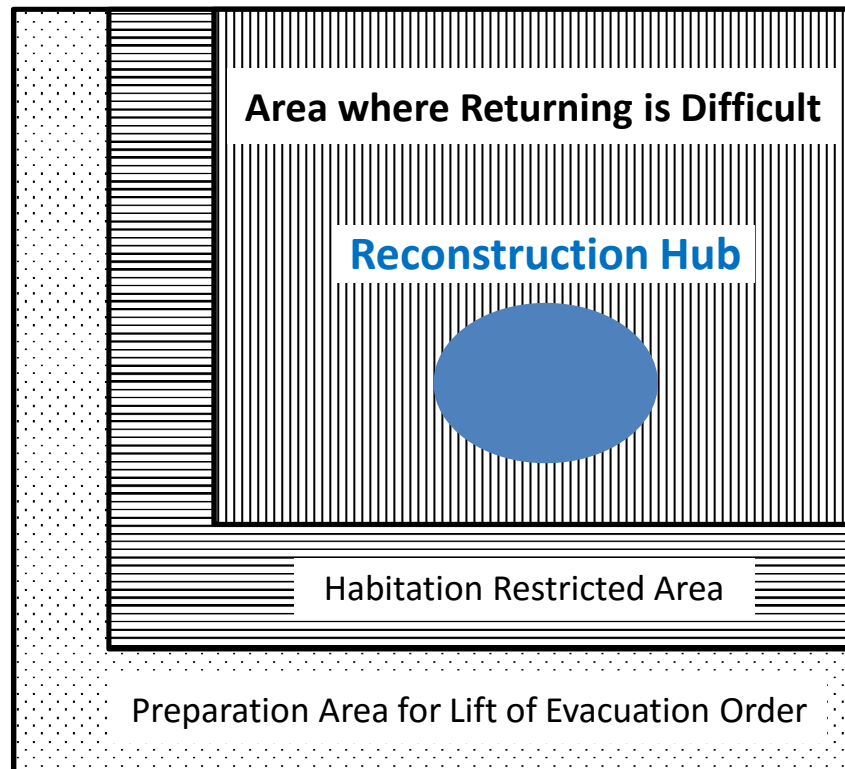 Area where Returning is Difficult
Reconstruction Hub
Habitation Restricted Area
Preparation Area for Lift of Evacuation Order